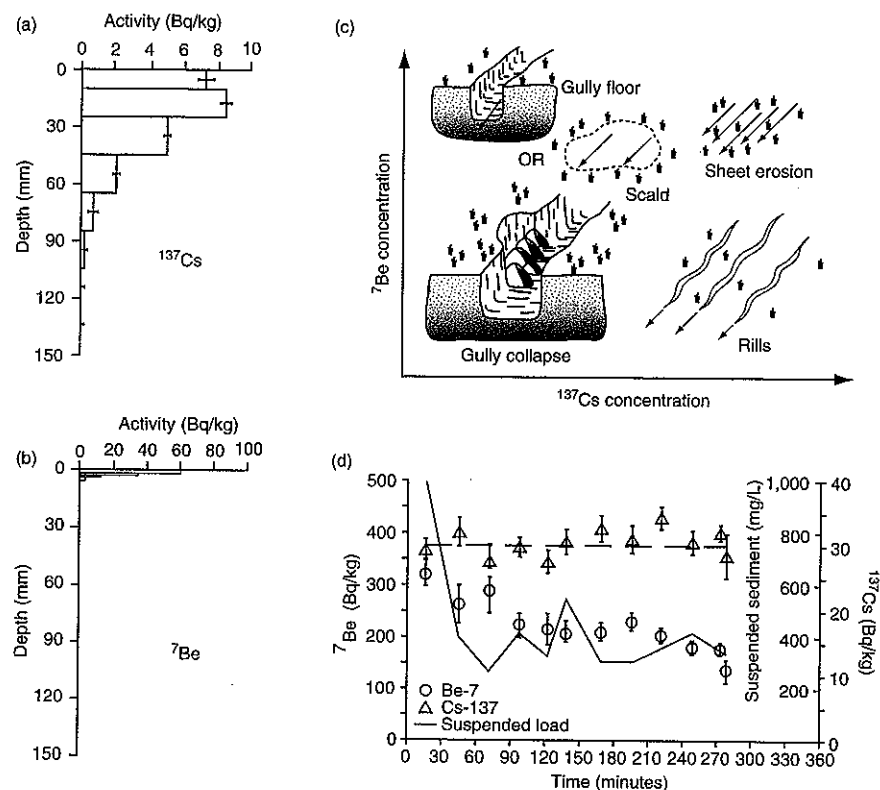 (a)
Activity (Bq/kg)
0 2 4 6 8 10
0
30
60
90
120
150
Depth (mm)
137Cs
(b)
Activity (Bq/kg)
0 20 40 60 80 100
0
30
60
90
120
150
Depth (mm)
7Be
(c)
7Be concentration
Gully floor
OR
Scald
Sheet erosion
Gully collapse
Rills
137Cs concentration
(d)
500
400
350
300
250
200
150
0
7Be (Bq/kg)
Be-7
Cs-137
Suspended load
0 30 60 90 120 150 180 210 240 270 300 330 360
Time (minutes)
1,000
800
600
400
200
0
Suspended sediment (mg/L)
40
30
20
10
0
137Cs (Bq/kg)